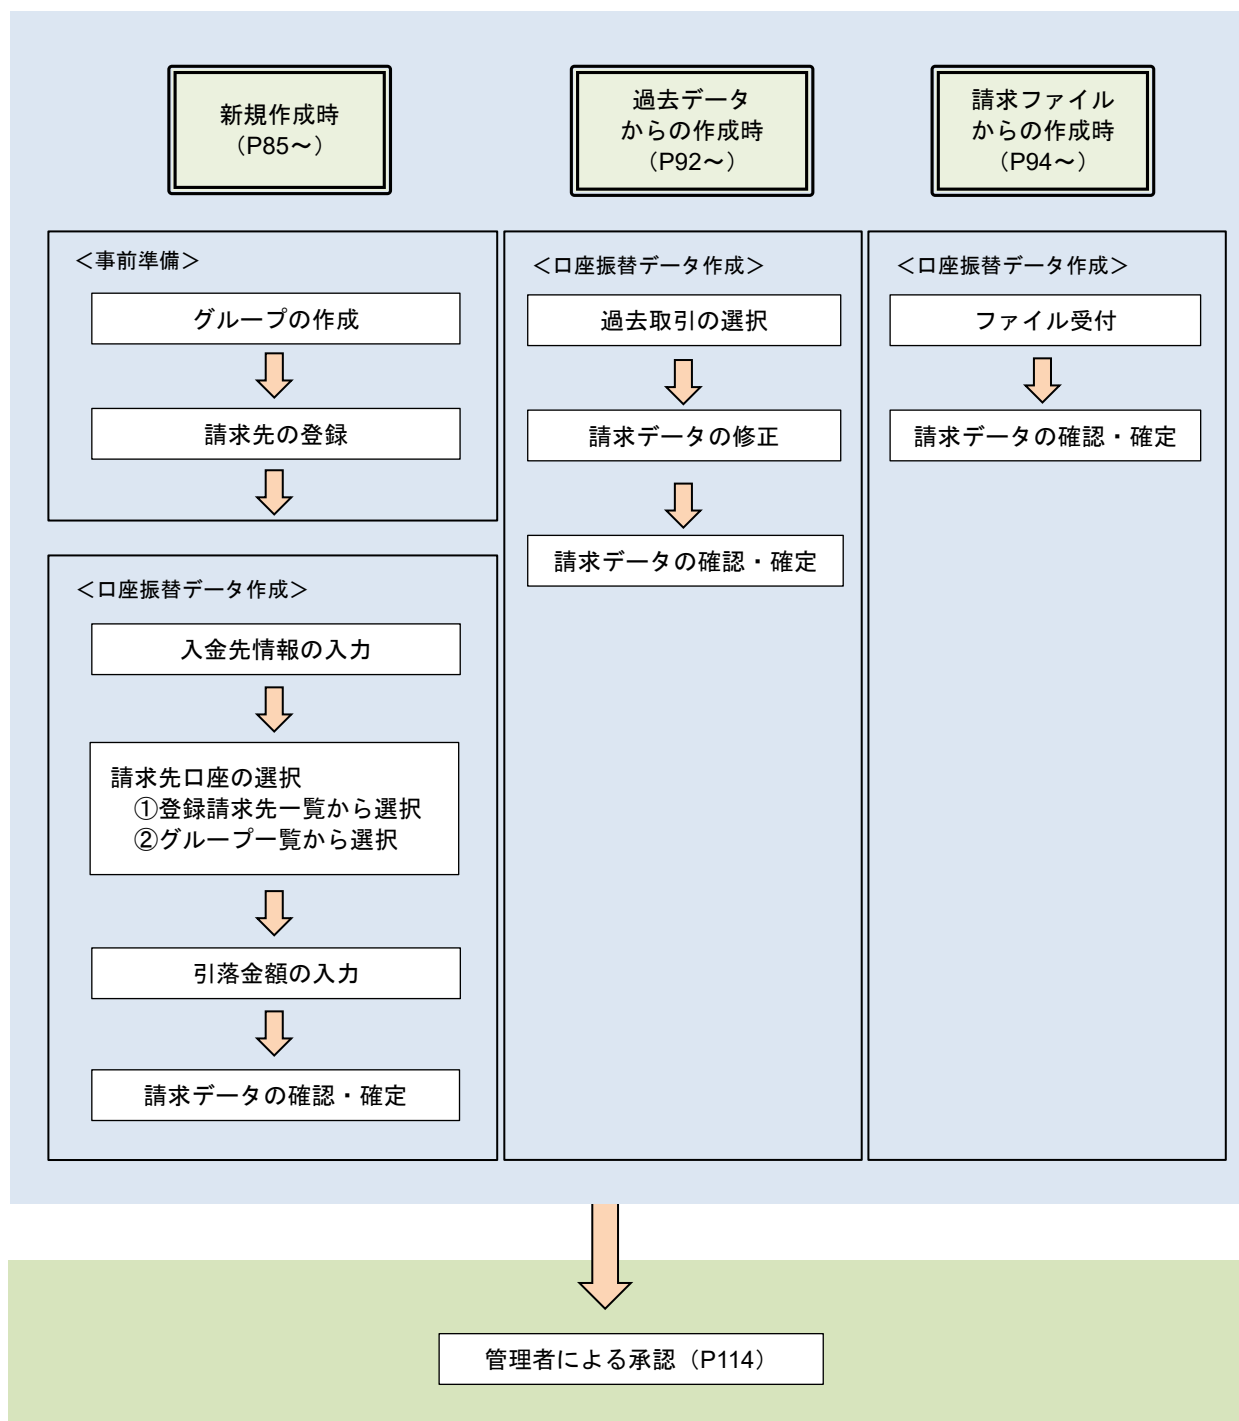 新規作成時
（P85～）
過去データ
からの作成時
（P92～）
請求ファイル
からの作成時
（P94～）
＜事前準備＞
グループの作成
請求先の登録
＜口座振替データ作成＞
入金先情報の入力
請求先口座の選択
①登録請求先一覧から選択
②グループ一覧から選択
引落金額の入力
請求データの確認・確定
＜口座振替データ作成＞
過去取引の選択
請求データの修正
請求データの確認・確定
＜口座振替データ作成＞
ファイル受付
請求データの確認・確定
管理者による承認（P114）